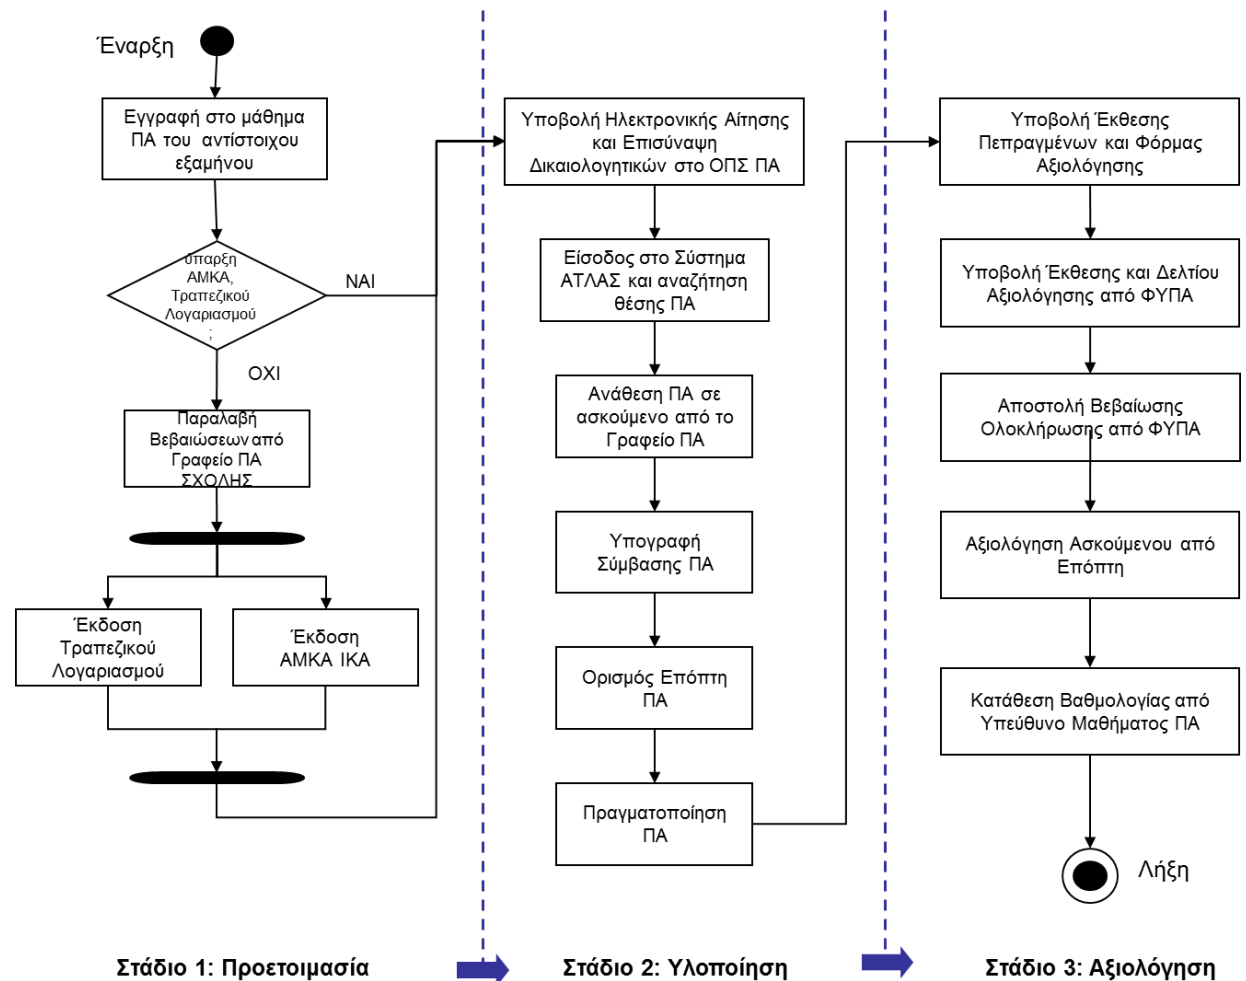 Έναρξη
Εγγραφή στο μάθημα
ΠΑ του αντίστοιχου
εξαμήνου
ύπαρξη
ΑΜΚΑ,
Τραπεζικού
Λογαριασμού
;
ΝΑΙ
ΟΧΙ
Παραλαβή
Βεβαιώσεων από
Γραφείο ΠΑ
ΣΧΟΛΗΣ
Έκδοση
Τραπεζικού
Λογαριασμού
Έκδοση
ΑΜΚΑ ΙΚΑ
Στάδιο 1: Προετοιμασία
Υποβολή Ηλεκτρονικής Αίτησης
και Επισύναψη
Δικαιολογητικών στο ΟΠΣ ΠΑ
Είσοδος στο Σύστημα
ΑΤΛΑΣ και αναζήτηση
θέσης ΠΑ
Ανάθεση ΠΑ σε
ασκούμενο από το
Γραφείο ΠΑ
Υπογραφή
Σύμβασης ΠΑ
Ορισμός Επόπτη
ΠΑ
Πραγματοποίηση
ΠΑ
Στάδιο 2: Υλοποίηση
Υποβολή Έκθεσης
Πεπραγμένων και Φόρμας
Αξιολόγησης
Υποβολή Έκθεσης και Δελτίου
Αξιολόγησης από ΦΥΠΑ
Αποστολή Βεβαίωσης
Ολοκλήρωσης από ΦΥΠΑ
Αξιολόγηση Ασκούμενου από
Επόπτη
Κατάθεση Βαθμολογίας από
Υπεύθυνο Μαθήματος ΠΑ
Λήξη
Στάδιο 3: Αξιολόγηση